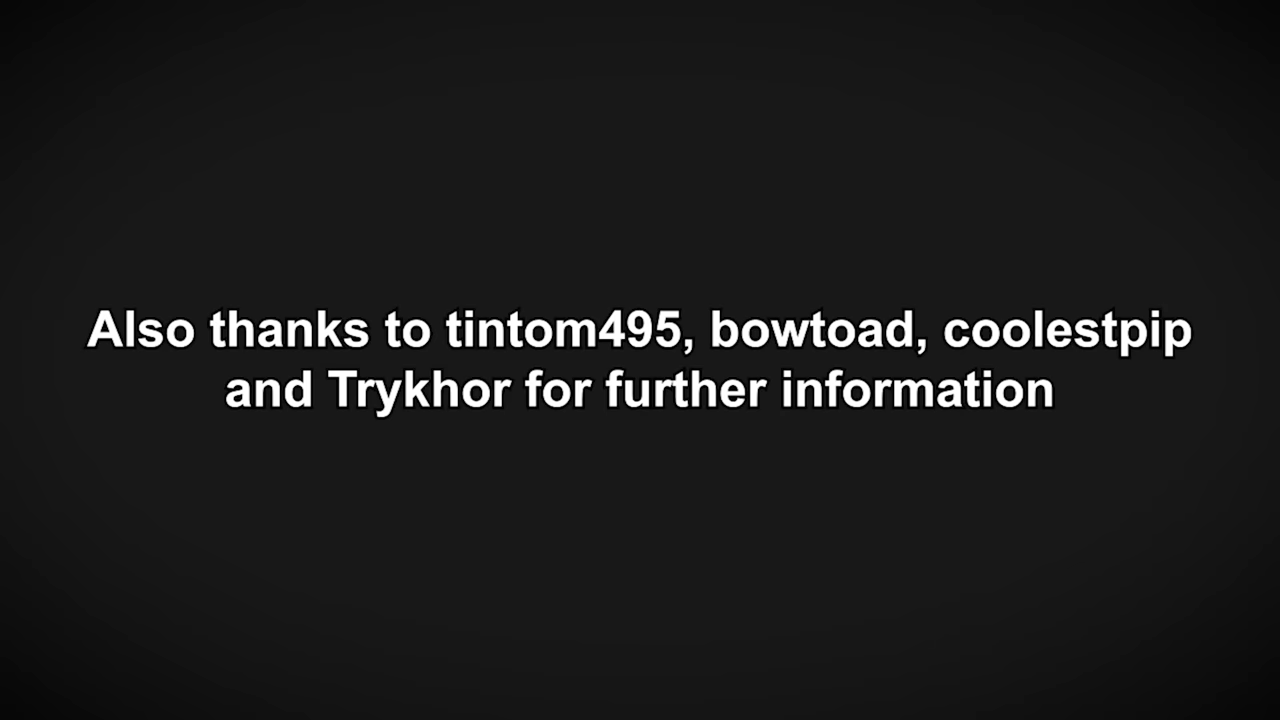 Also thanks to tintom495, bowtoad, coolestpip
and Trykhor for further information